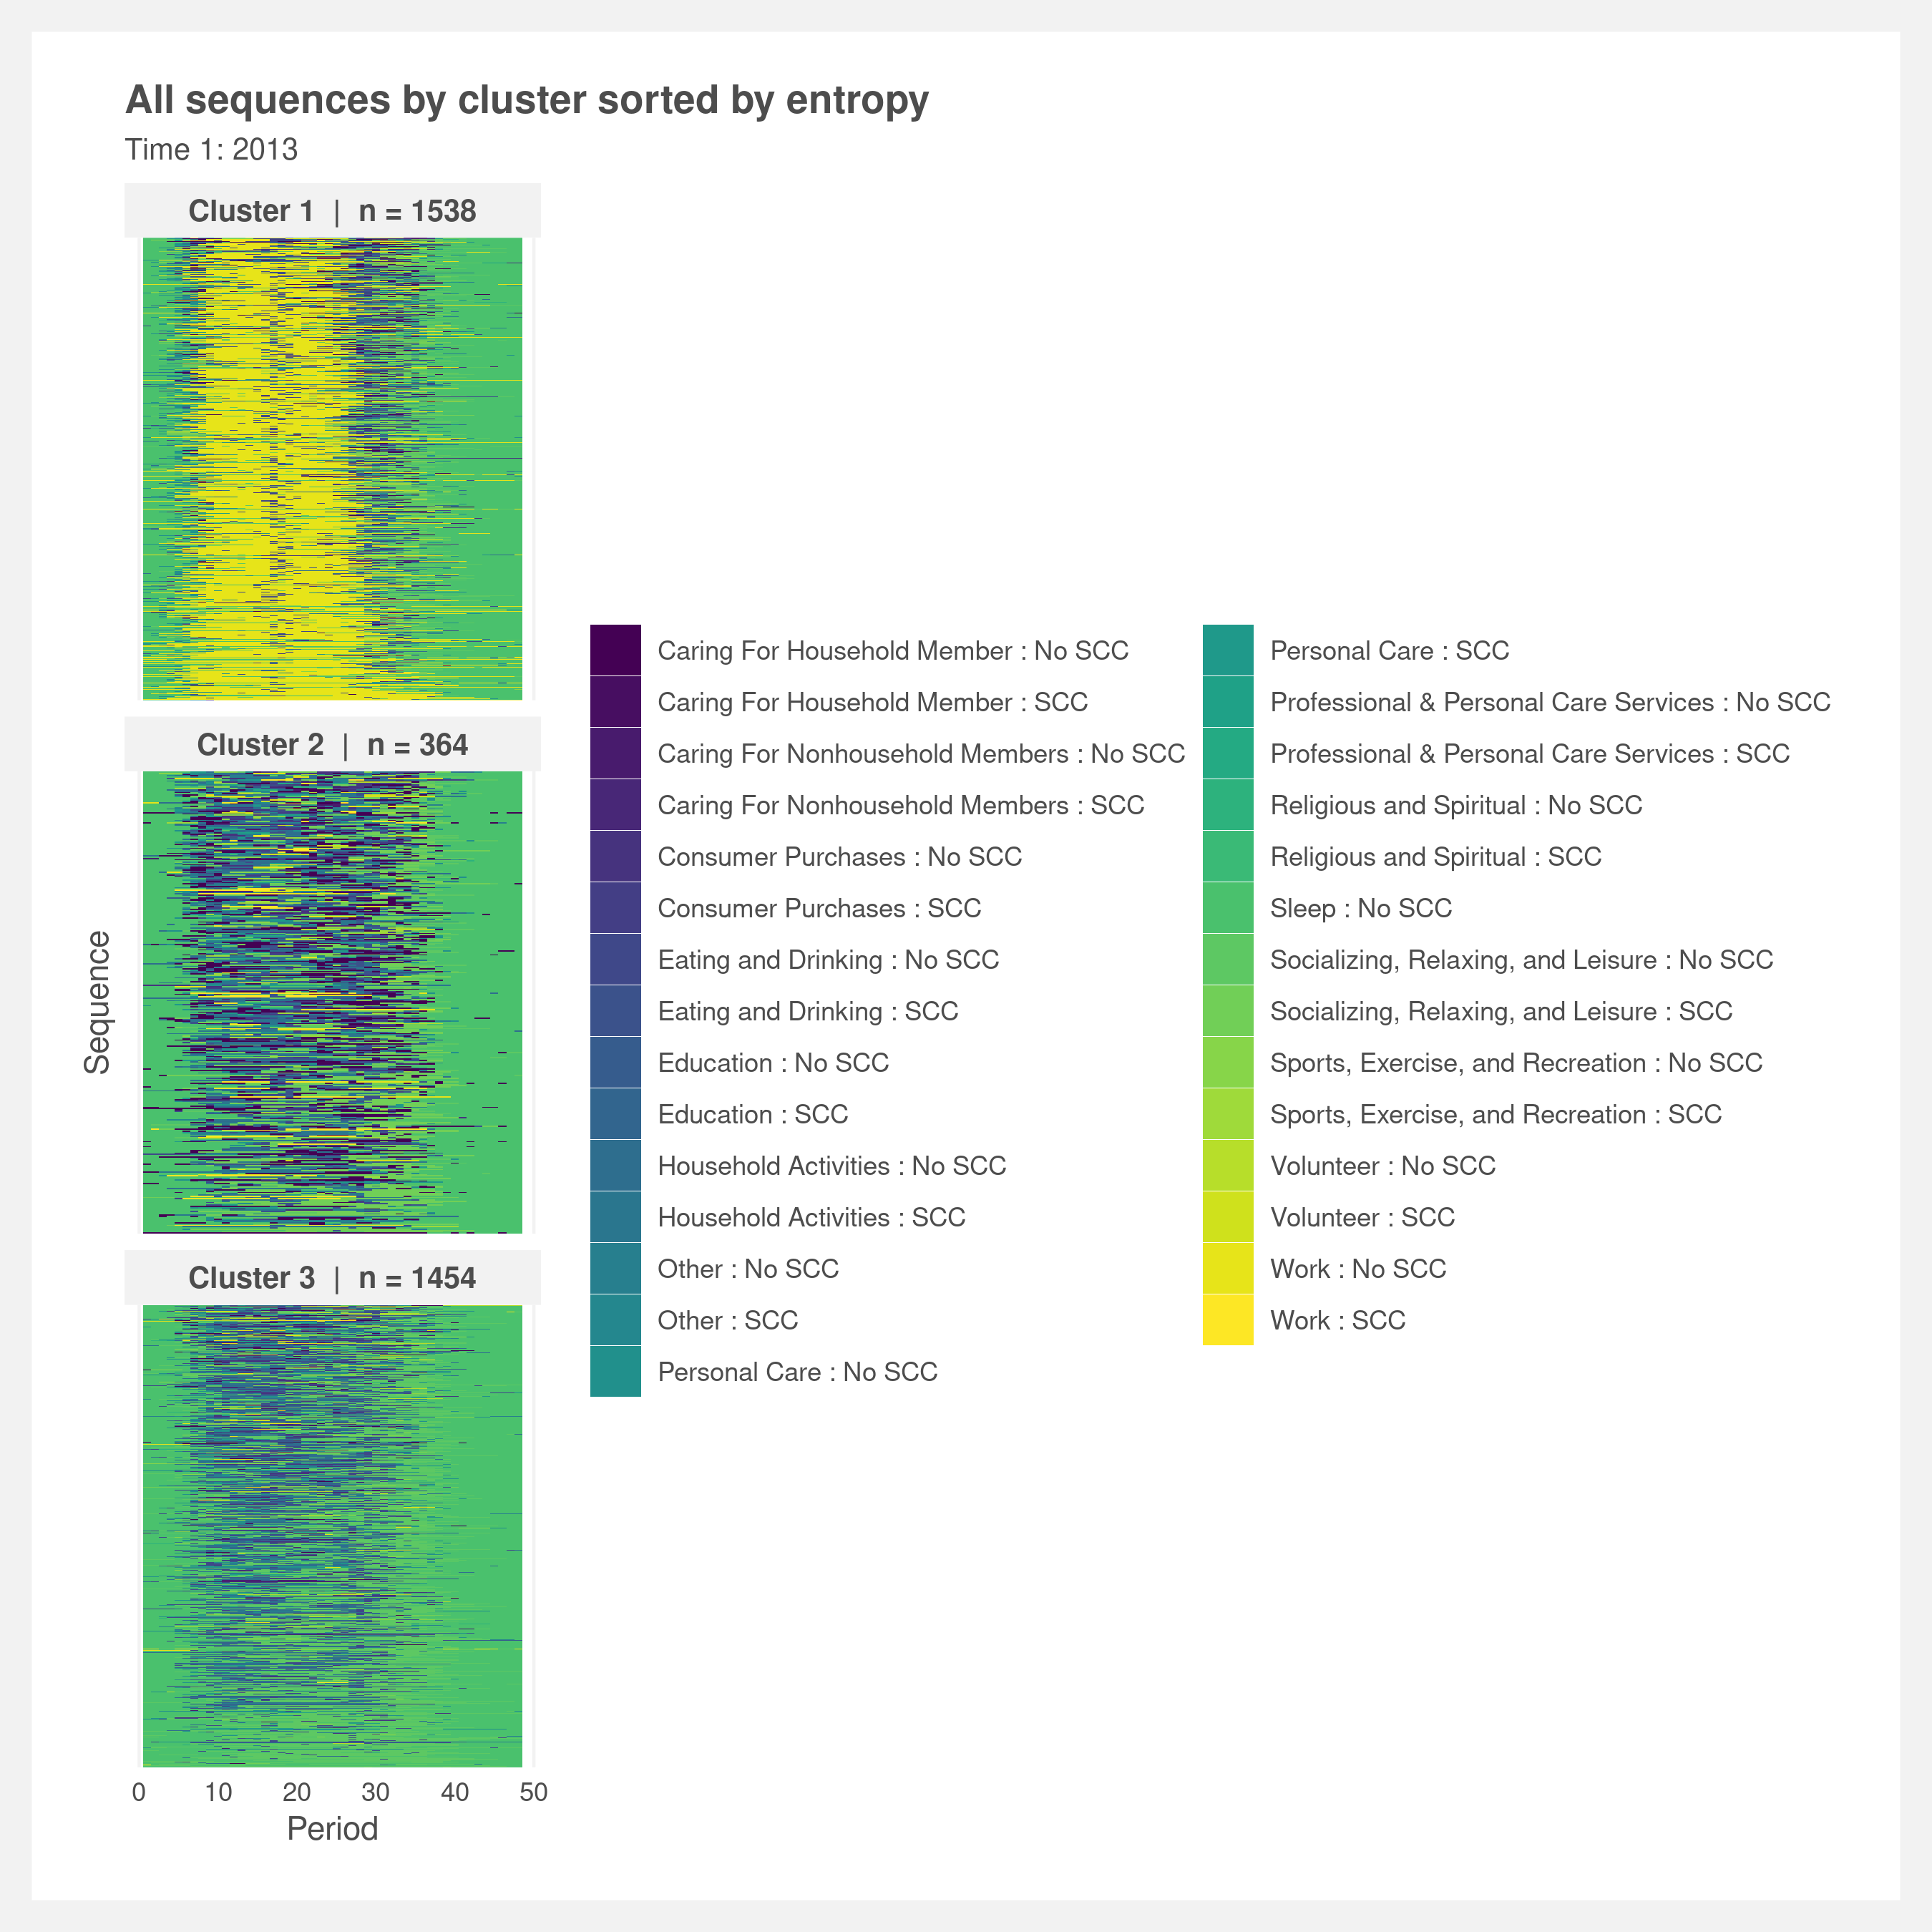 All sequences by cluster sorted by entropy
Time 1: 2013
Cluster 1 | n = 1538
Cluster 2 | n = 364
Cluster 3 | n = 1454
Sequence
0 10 20 30 40 50
Period
Caring For Household Member : No SCC
Caring For Household Member : SCC
Caring For Nonhousehold Members : No SCC
Caring For Nonhousehold Members : SCC
Consumer Purchases : No SCC
Consumer Purchases : SCC
Eating and Drinking : No SCC
Eating and Drinking : SCC
Education : No SCC
Education : SCC
Household Activities : No SCC
Household Activities : SCC
Other : No SCC
Other : SCC
Personal Care : No SCC
Personal Care : SCC
Professional & Personal Care Services : No SCC
Professional & Personal Care Services : SCC
Religious and Spiritual : No SCC
Religious and Spiritual : SCC
Sleep : No SCC
Socializing, Relaxing, and Leisure : No SCC
Socializing, Relaxing, and Leisure : SCC
Sports, Exercise, and Recreation : No SCC
Sports, Exercise, and Recreation : SCC
Volunteer : No SCC
Volunteer : SCC
Work : No SCC
Work : SCC